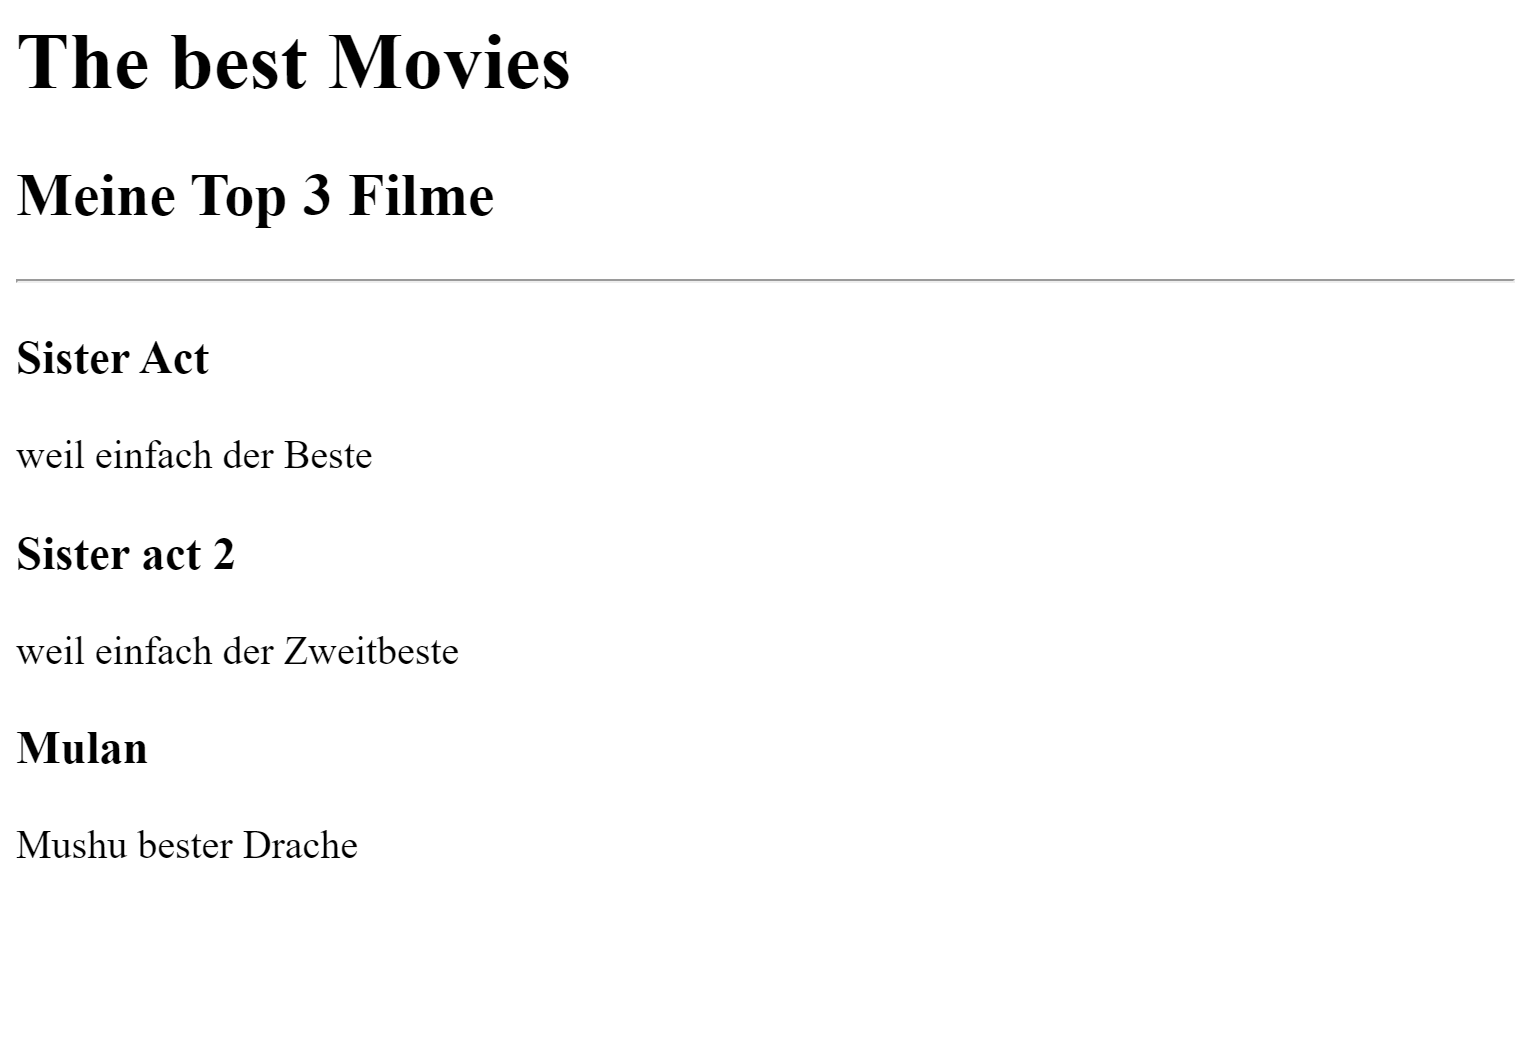 The best Movies
Meine Top 3 Filme
Sister Act
weil einfach der Beste
Sister act 2
weil einfach der Zweitbeste
Mulan
Mushu bester Drache